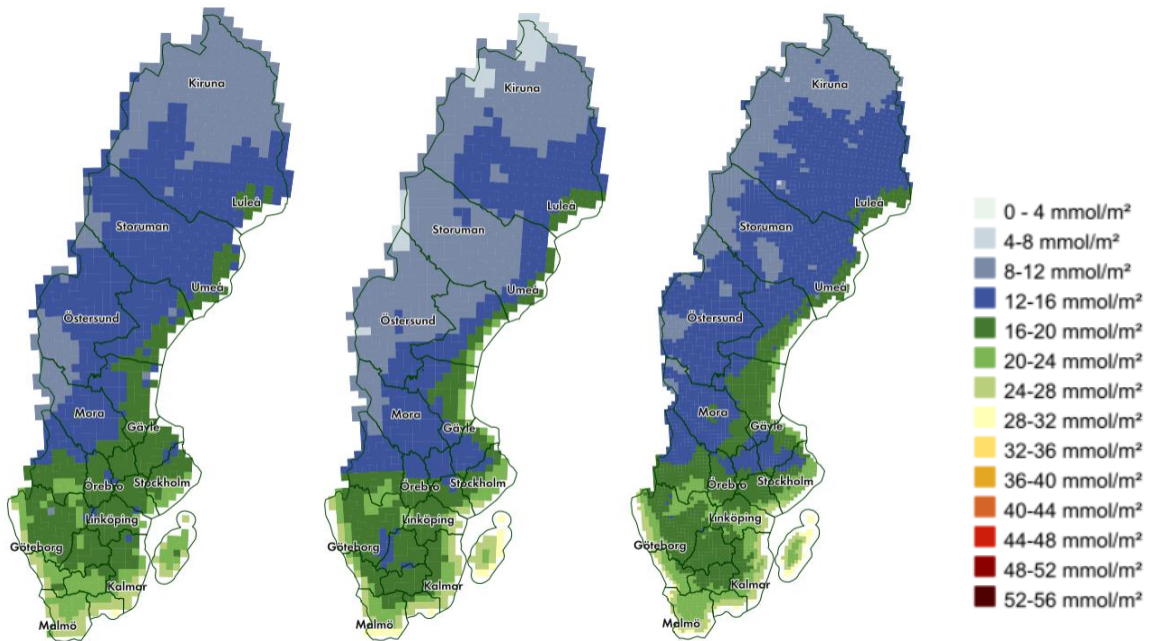 Kiruna
Luleå
Storuman
Umeå
Östersund
Mora
Gäyle
Örebro
Stockholm
Linköping
Göteborg
Kalmar
Malmö
Kiruna
Luleå
Storuman
Umeå
Östersund
Mora
Gäyle
Örebro
Stockholm
Linköping
Göteborg
Kalmar
Malmö
Kiruna
Luleå
Storuman
Umeå
Östersund
Mora
Gäyle
Örebro
Stockholm
Linköping
Göteborg
Kalmar
Malmö
0 - 4 mmol/m²
4-8 mmol/m²
8-12 mmol/m²
12-16 mmol/m²
16-20 mmol/m²
20-24 mmol/m²
24-28 mmol/m²
28-32 mmol/m²
32-36 mmol/m²
36-40 mmol/m²
40-44 mmol/m²
44-48 mmol/m²
48-52 mmol/m²
52-56 mmol/m²